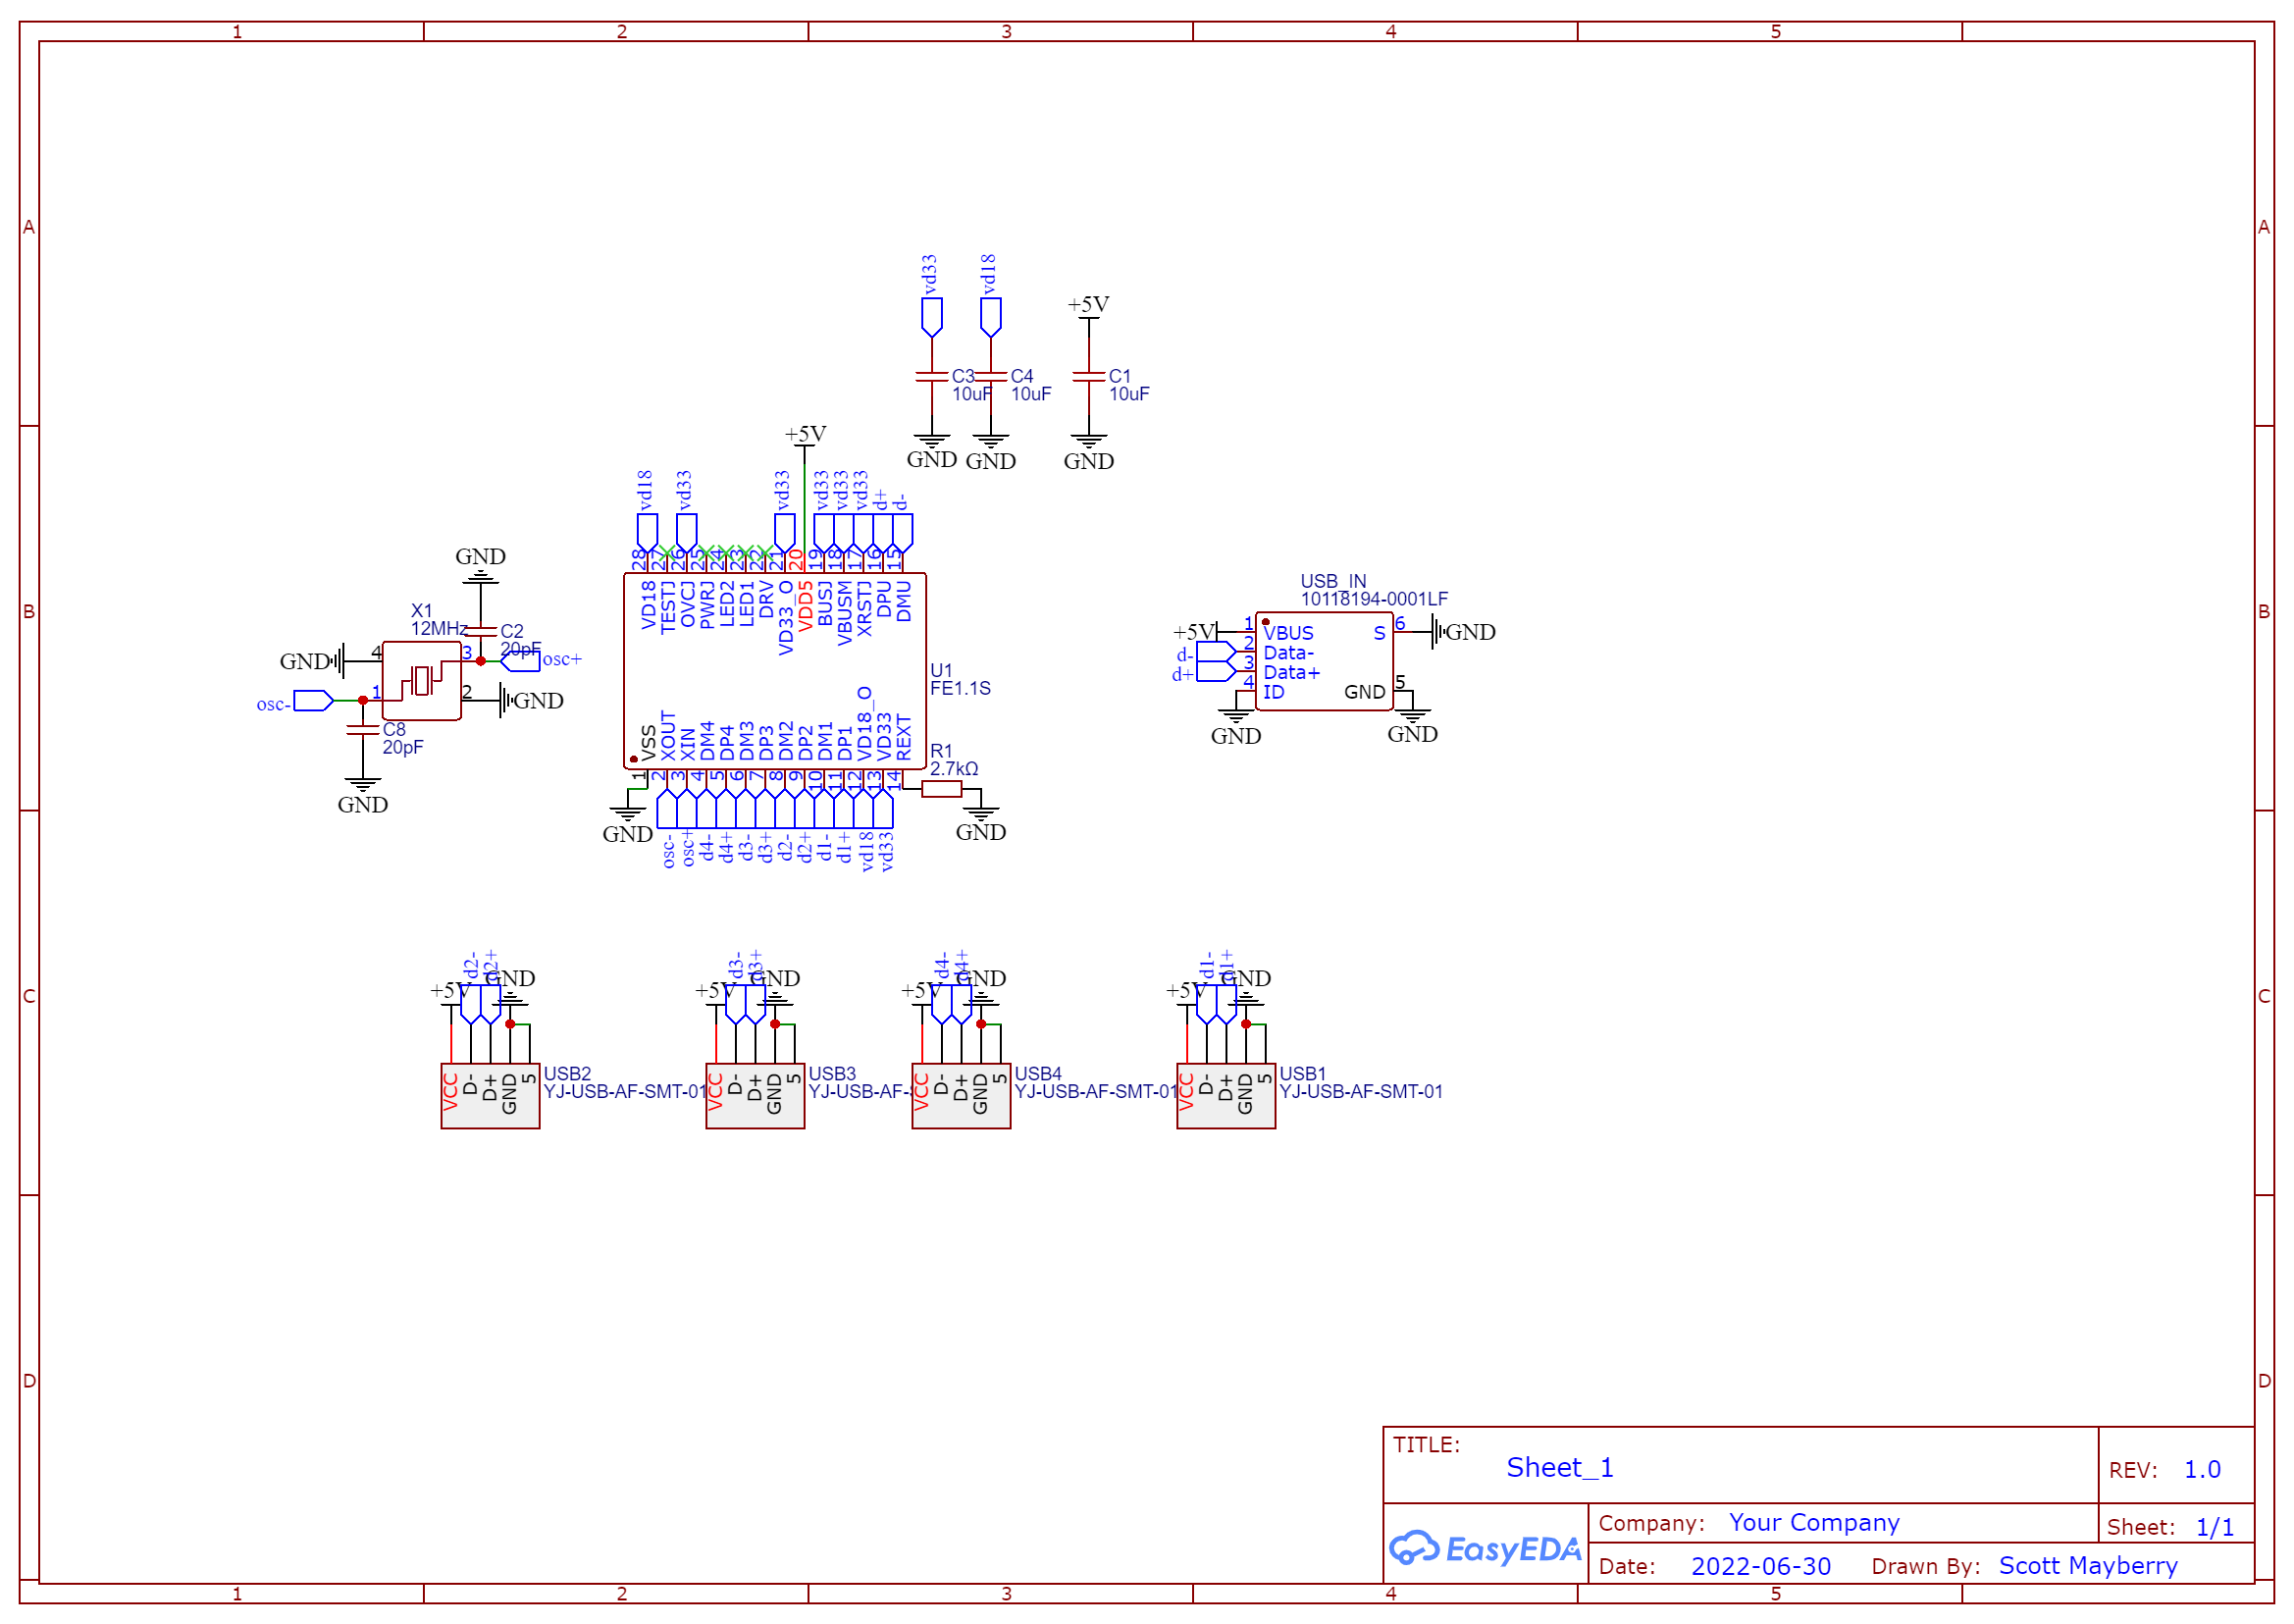 1 2 3 4 5
A A
B B
C C
D D
vd33 vd18 +5V
C3
10uF
C4
10uF
C1
10uF
GND GND GND
+5V
vd18 vd33 vd33 vd33 vd33 vd33 d+ d-
28 27 26 25 24 23 22 21 20 19 18 17 16 15
VD18 TESTJ OVCJ PWRJ LED2 LED1 DRV VD33_O VDD5 BUSJ VBUSM XRSTJ DPU DMU
U1
FE1.1S
VSS XOUT XIN DM4 DP4 DM3 DP3 DM2 DP2 DM1 DP1 VD18_O VD33 REXT
1 2 3 4 5 6 7 8 9 10 11 12 13 14
GND
osc- osc+ d4- d4+ d3- d3+ d2- d2+ d1- d1+ vd18 vd33
R1
2.7kΩ
GND
GND
X1
12MHz
C2
20pF
GND 4 3 osc+
osc- 1 2 GND
C8
20pF
GND
USB_IN
10118194-0001LF
+5V 1 VBUS S 6 GND
d- 2 Data-
d+ 3 Data+
4 ID GND 5
GND GND
+5V d2- d2+ GND
VCC D- D+ GND 5
USB2
YJ-USB-AF-SMT-01
+5V d3- d3+ GND
VCC D- D+ GND 5
USB3
YJ-USB-AF-
+5V d4- d4+ GND
VCC D- D+ GND 5
USB4
YJ-USB-AF-SMT-01
+5V d1- d1+ GND
VCC D- D+ GND 5
USB1
YJ-USB-AF-SMT-01
TITLE:
Sheet_1
REV: 1.0
EasyEDA
Company: Your Company
Sheet: 1/1
Date: 2022-06-30 Drawn By: Scott Mayberry
1 2 3 4 5